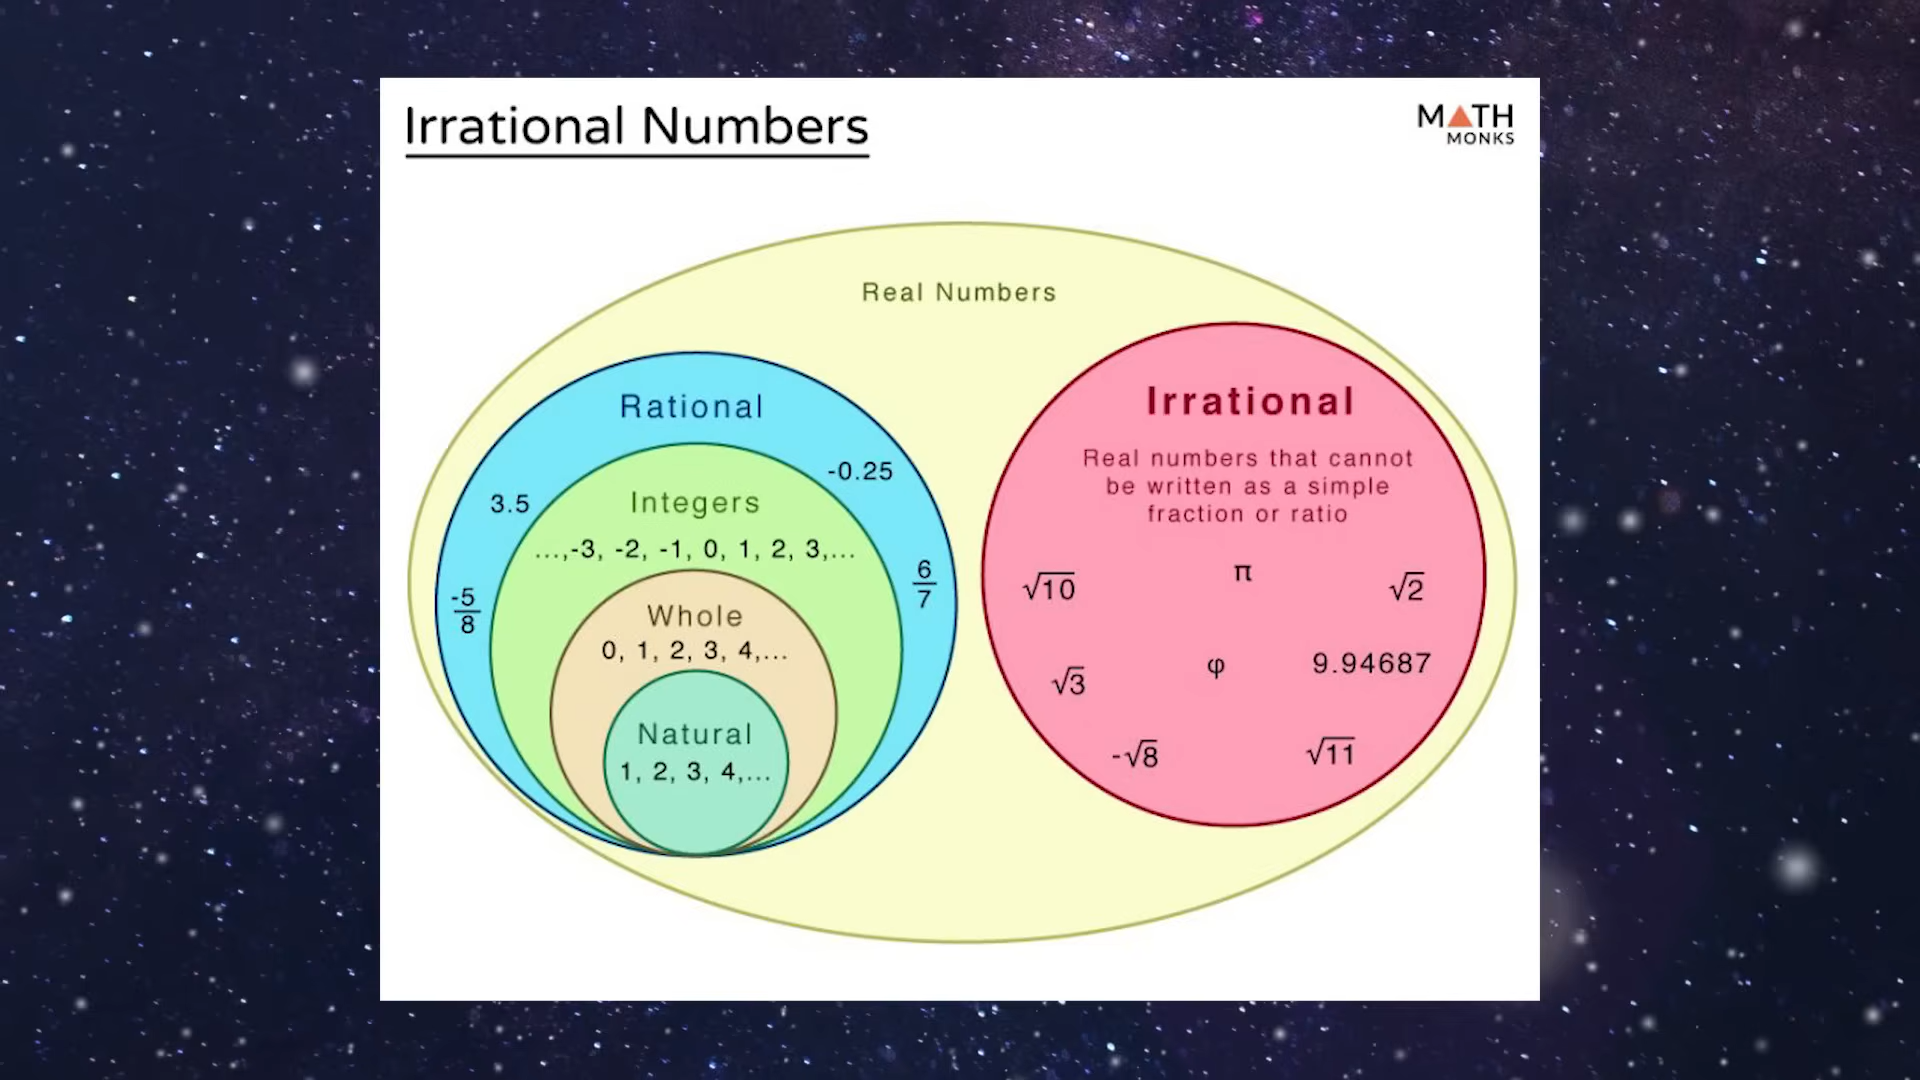 Irrational Numbers
MATH
MONKS
Real Numbers
Rational
-0.25
3.5
Integers
...,-3, -2, -1, 0, 1, 2, 3,...
-5
8
6
7
Whole
0, 1, 2, 3, 4,...
Natural
1, 2, 3, 4,...
Irrational
Real numbers that cannot
be written as a simple
fraction or ratio
√10 π √2
√3 φ 9.94687
-√8 √11